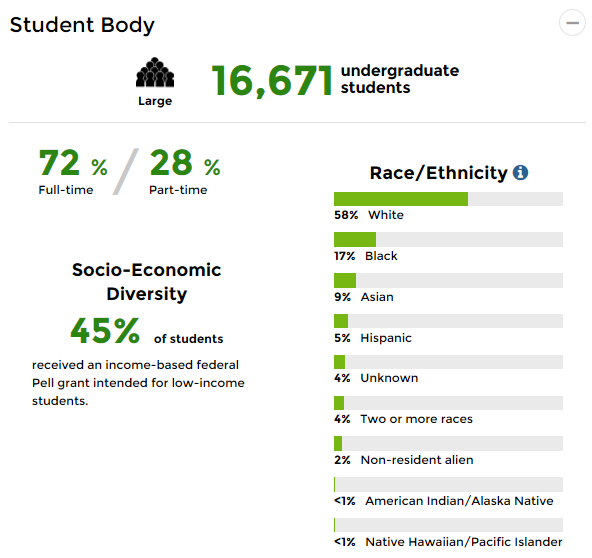 Student Body
Large
16,671 undergraduate
students
72 % / 28 %
Full-time Part-time
Socio-Economic
Diversity
45% of students
received an income-based federal
Pell grant intended for low-income
students.
Race/Ethnicity
58% White
17% Black
9% Asian
5% Hispanic
4% Unknown
4% Two or more races
2% Non-resident alien
<1% American Indian/Alaska Native
<1% Native Hawaiian/Pacific Islander